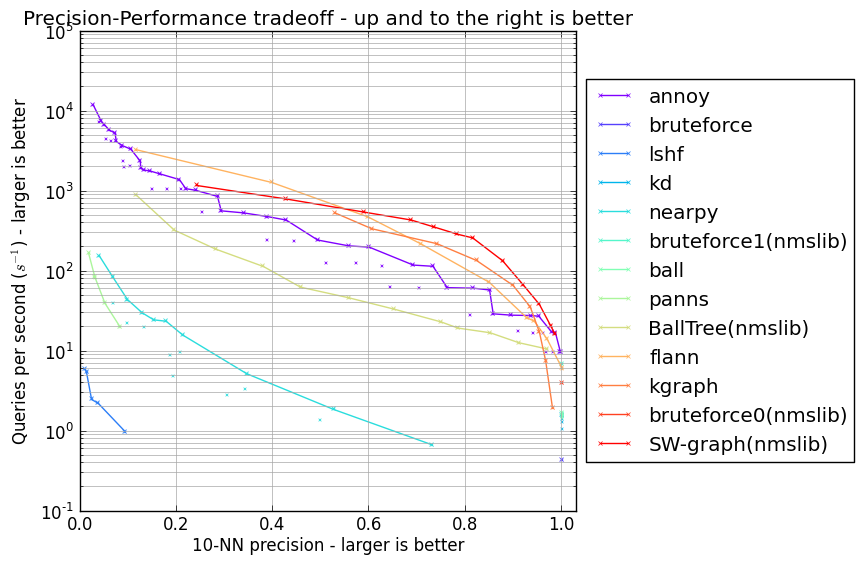 Precision-Performance tradeoff - up and to the right is better
10^5
10^4
10^3
10^2
10^1
10^0
10^-1
Queries per second (s^-1) - larger is better
0.0 0.2 0.4 0.6 0.8 1.0
10-NN precision - larger is better
annoy
bruteforce
lshf
kd
nearpy
bruteforce1(nmslib)
ball
panns
BallTree(nmslib)
flann
kgraph
bruteforce0(nmslib)
SW-graph(nmslib)